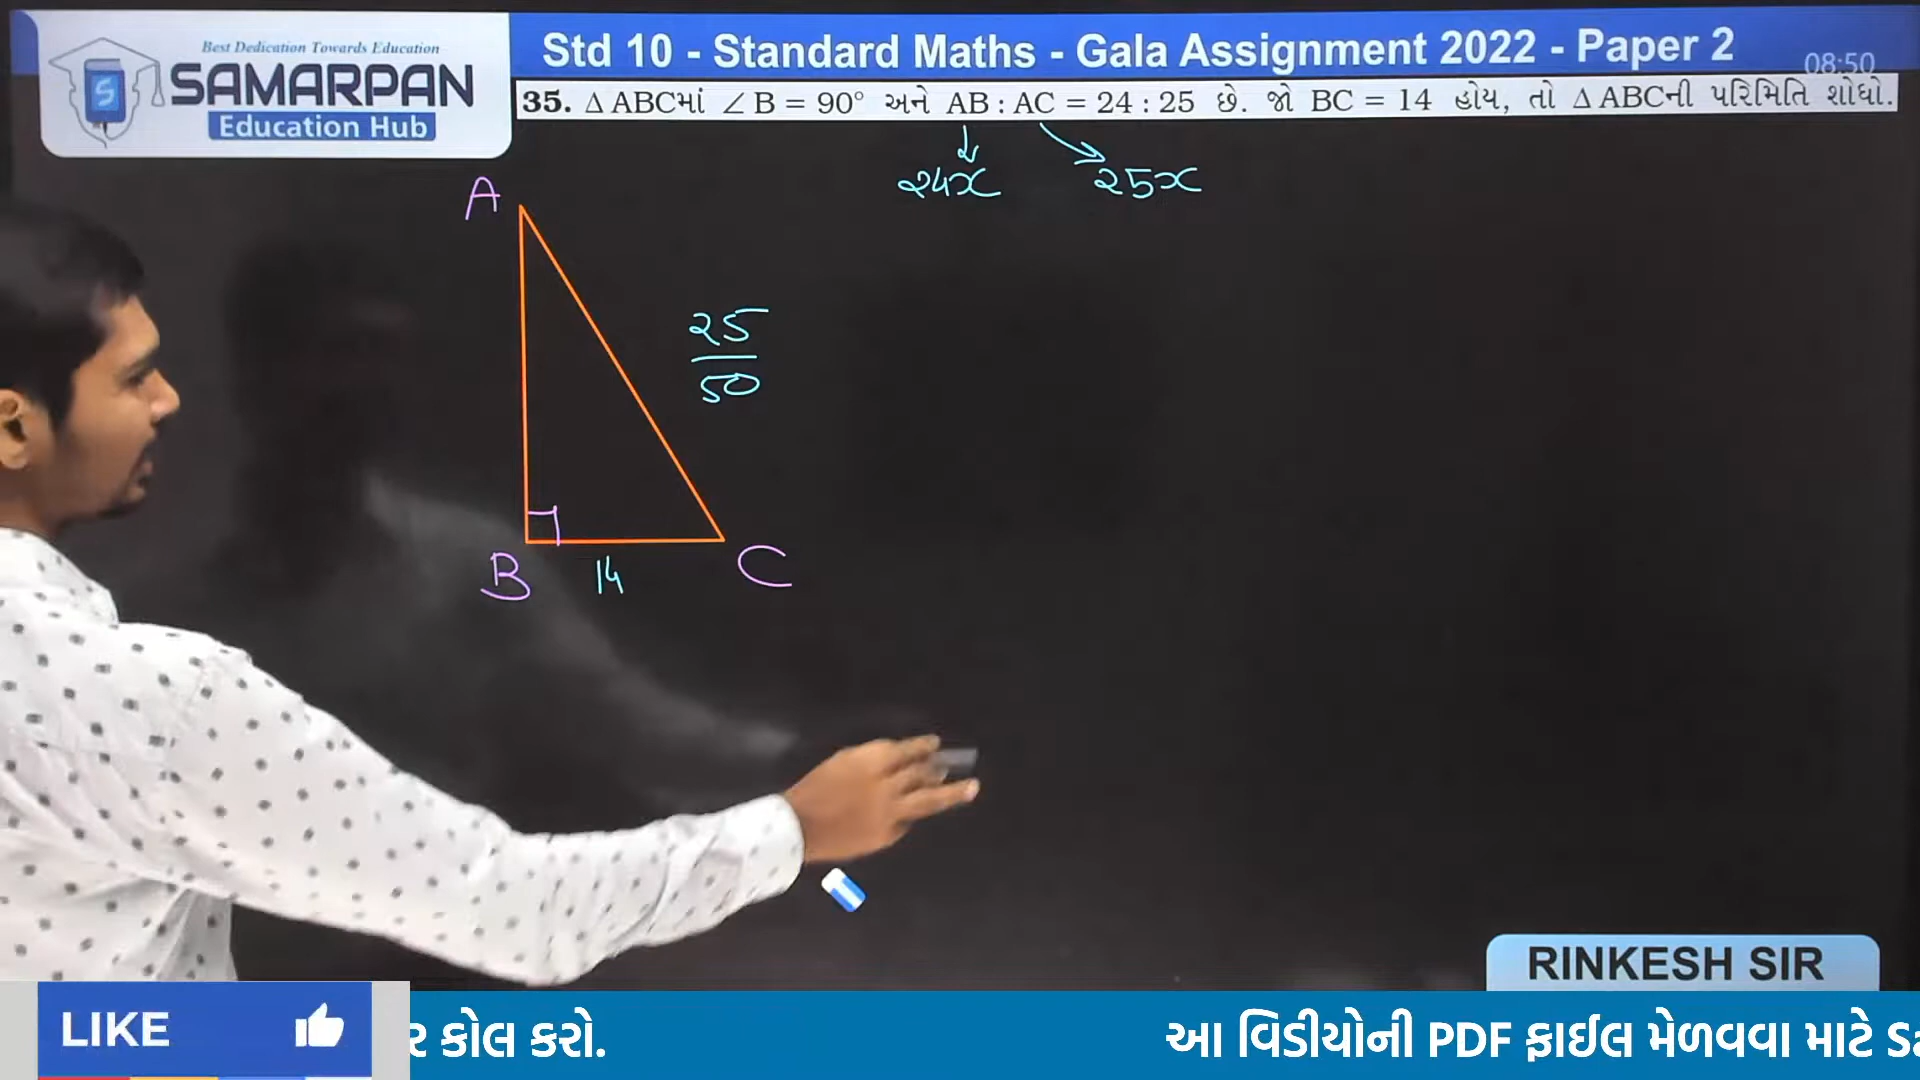 Best Dedication Towards Education
SAMARPAN
Education Hub
Std 10 - Standard Maths - Gala Assignment 2022 - Paper 2
08:50
35. Δ ABCમાં ∠B = 90° અને AB : AC = 24 : 25 છે. જો BC = 14 હોય, તો Δ ABCની પરિમિતિ શોધો.
24x 25x
A
25
50
B 14 C
RINKESH SIR
LIKE
ર કોલ કરો. આ વિડીયોની PDF ફાઈલ મેળવવા માટે Sa